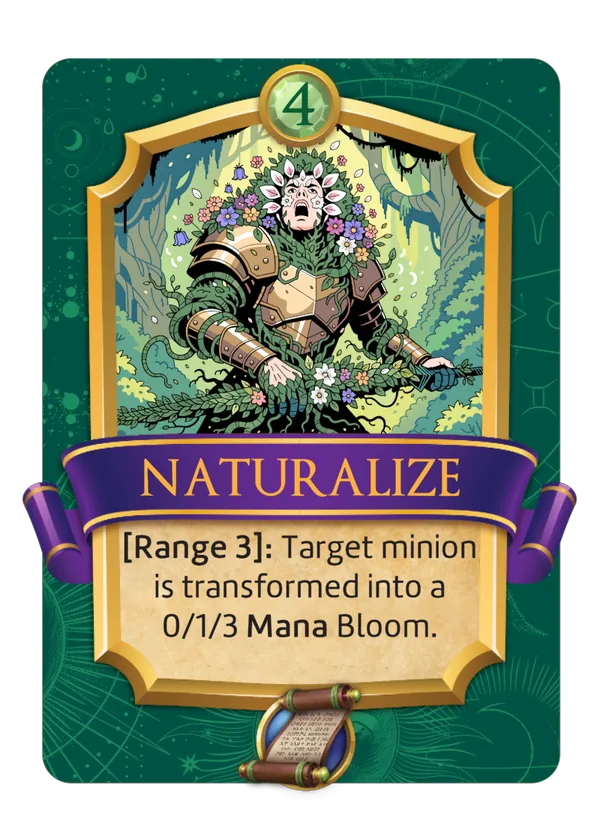 4
NATURALIZE
[Range 3]: Target minion
is transformed into a
0/1/3 Mana Bloom.